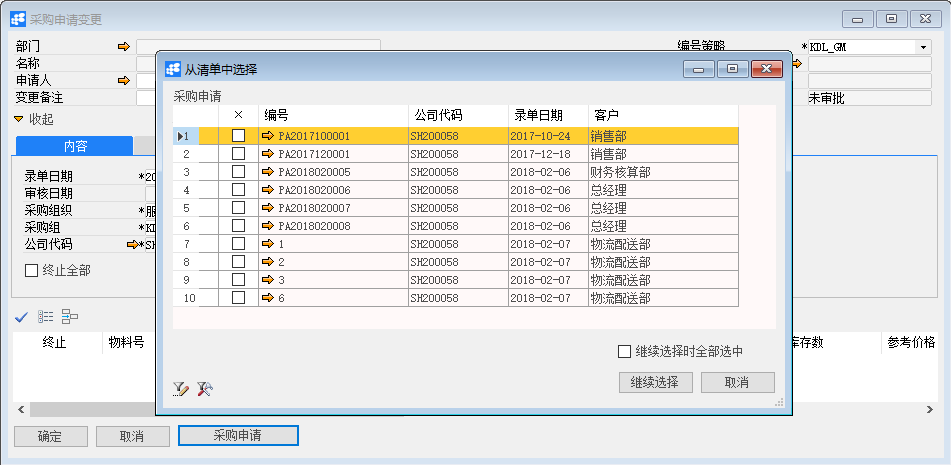 采购申请变更
部门
编号策略 *KDL_GM
名称
申请人
变更备注
未审批
收起
内容
录单日期 *20
审核日期
采购组织 *服
采购组 *KD
公司代码 *SH
终止全部
终止 物料号 库存数 参考价格
确定 取消 采购申请
从清单中选择
采购申请
× 编号 公司代码 录单日期 客户
1 PA2017100001 SH200058 2017-10-24 销售部
2 PA2017120001 SH200058 2017-12-18 销售部
3 PA2018020005 SH200058 2018-02-06 财务核算部
4 PA2018020006 SH200058 2018-02-06 总经理
5 PA2018020007 SH200058 2018-02-06 总经理
6 PA2018020008 SH200058 2018-02-06 总经理
7 1 SH200058 2018-02-07 物流配送部
8 2 SH200058 2018-02-07 物流配送部
9 3 SH200058 2018-02-07 物流配送部
10 6 SH200058 2018-02-07 物流配送部
继续选择时全部选中
继续选择 取消